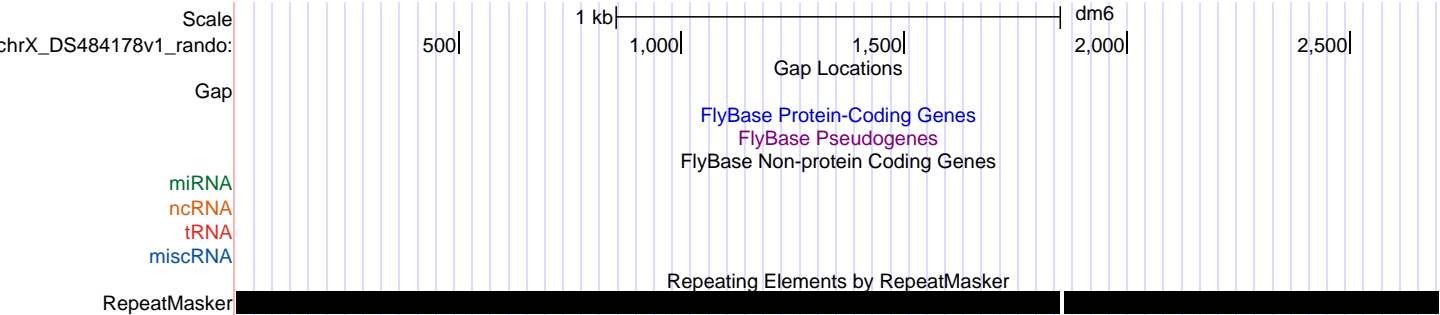 Scale 1 kb dm6
chrX_DS484178v1_rando: 500 1,000 1,500 2,000 2,500
Gap Locations
Gap
FlyBase Protein-Coding Genes
FlyBase Pseudogenes
FlyBase Non-protein Coding Genes
miRNA
ncRNA
tRNA
miscRNA
Repeating Elements by RepeatMasker
RepeatMasker